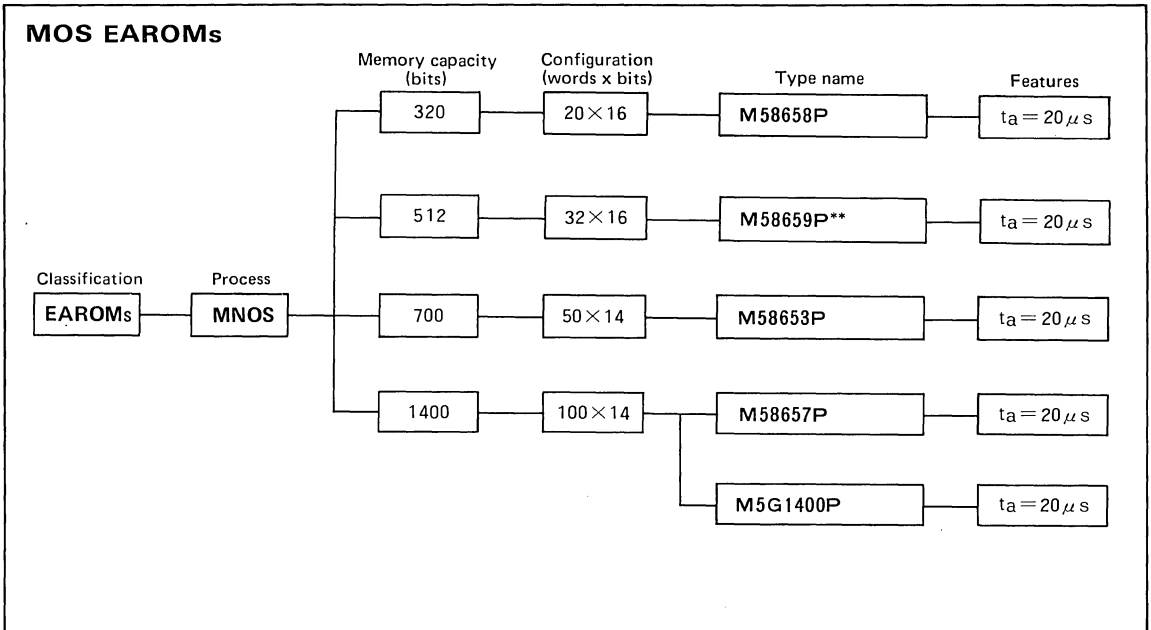 MOS EAROMs
Memory capacity (bits)
Configuration (words x bits)
Type name
Features
320
20×16
M58658P
ta=20μs
512
32×16
M58659P**
ta=20μs
Classification
Process
EAROMs
MNOS
700
50×14
M58653P
ta=20μs
1400
100×14
M58657P
ta=20μs
M5G1400P
ta=20μs